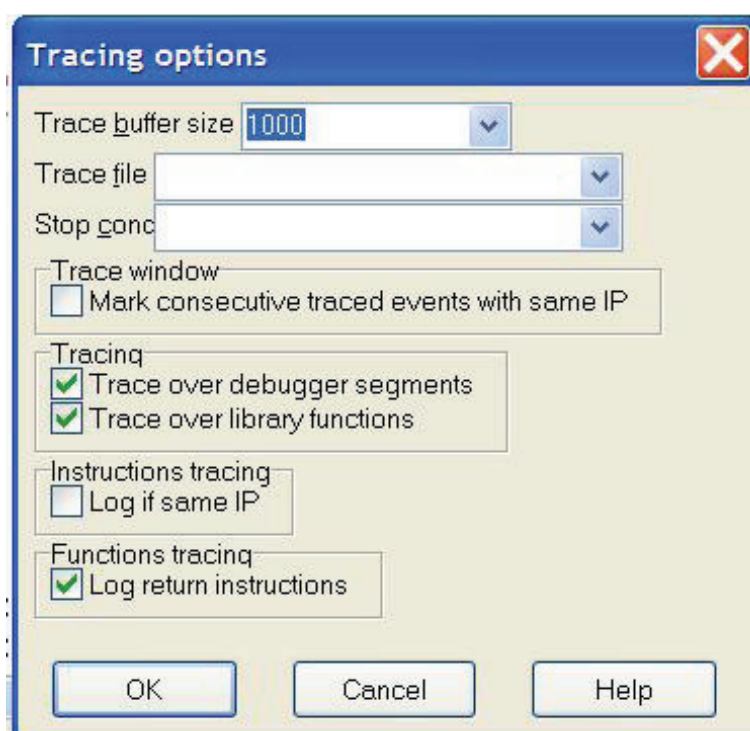 Tracing options
Trace buffer size 1000
Trace file
Stop conc
Trace window
Mark consecutive traced events with same IP
Tracing
Trace over debugger segments
Trace over library functions
Instructions tracing
Log if same IP
Functions tracing
Log return instructions
OK Cancel Help